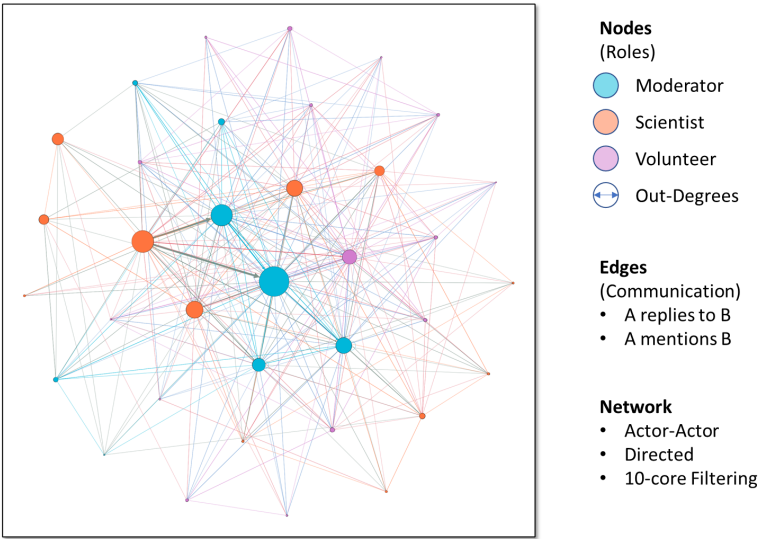 Nodes
(Roles)
Moderator
Scientist
Volunteer
Out-Degrees
Edges
(Communication)
• A replies to B
• A mentions B
Network
• Actor-Actor
• Directed
• 10-core Filtering